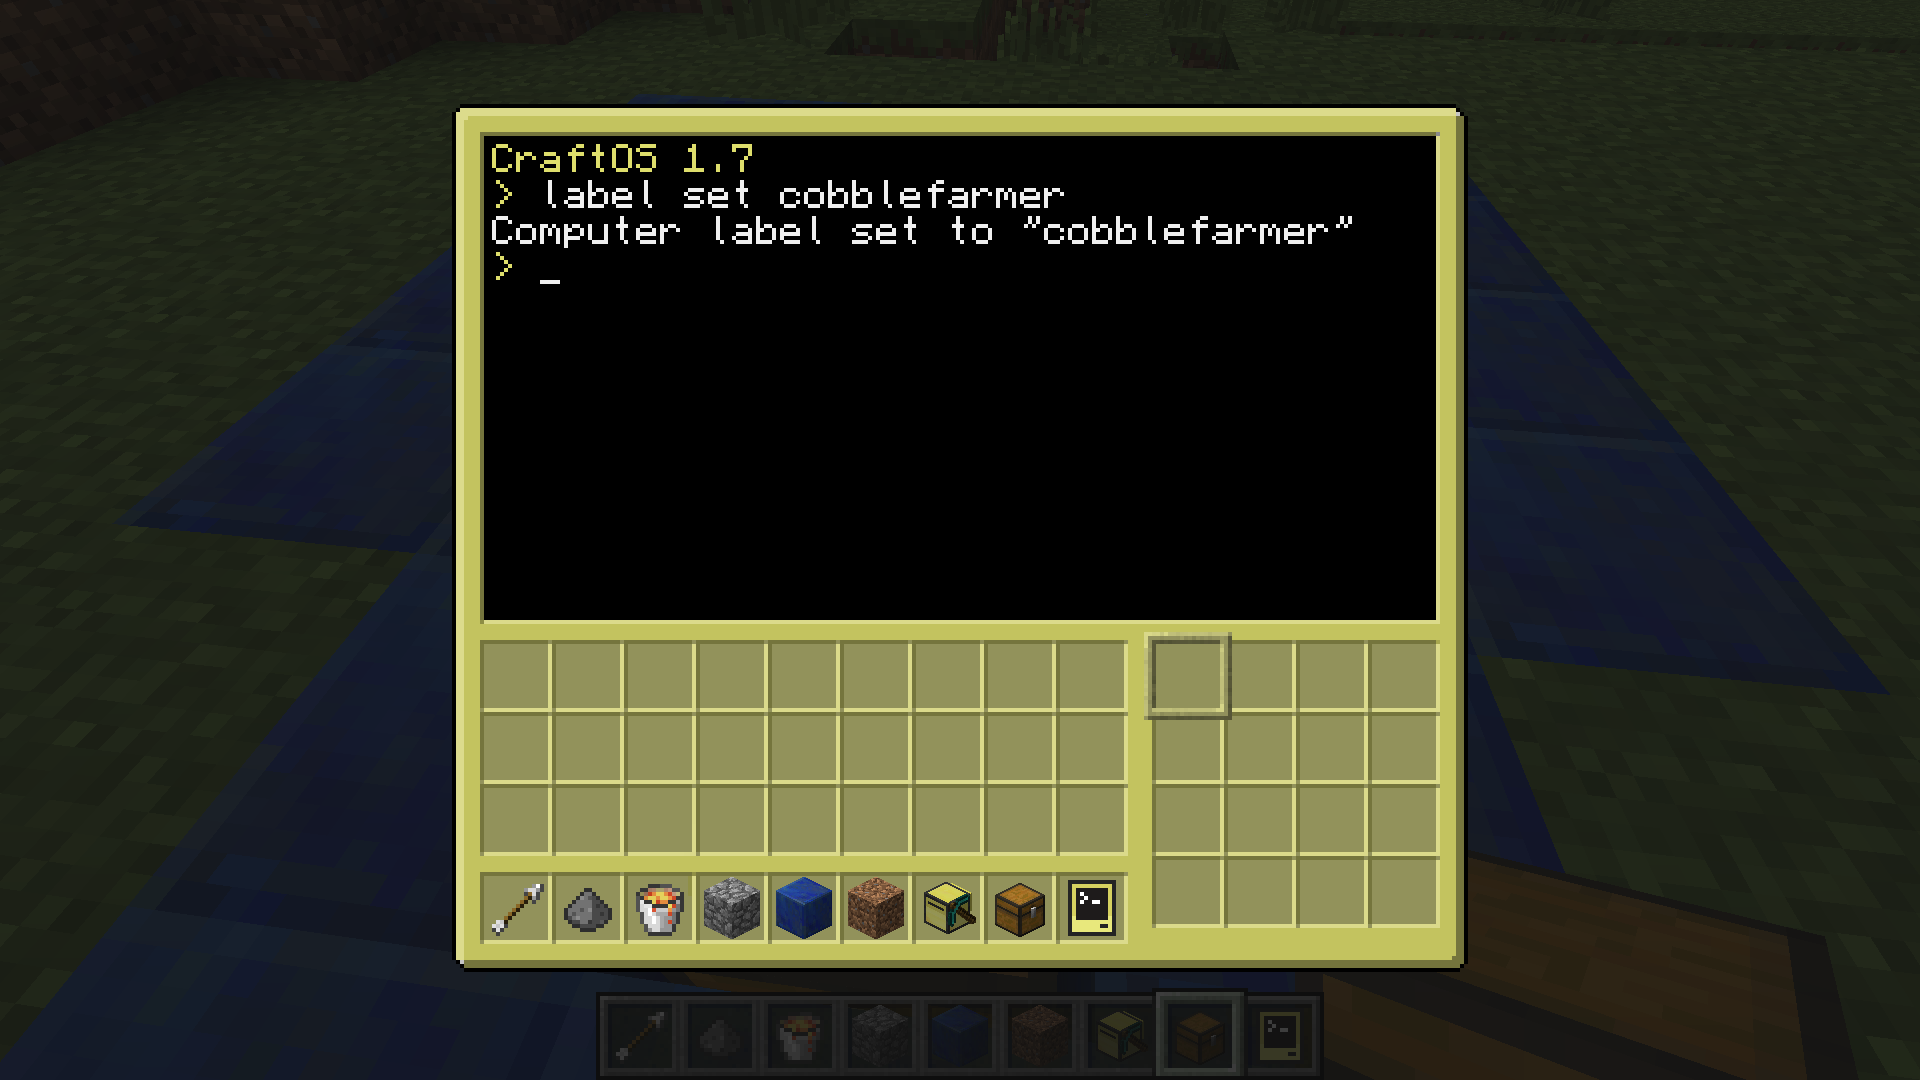 CraftOS 1.7
> label set cobblefarmer
Computer label set to "cobblefarmer"
> _